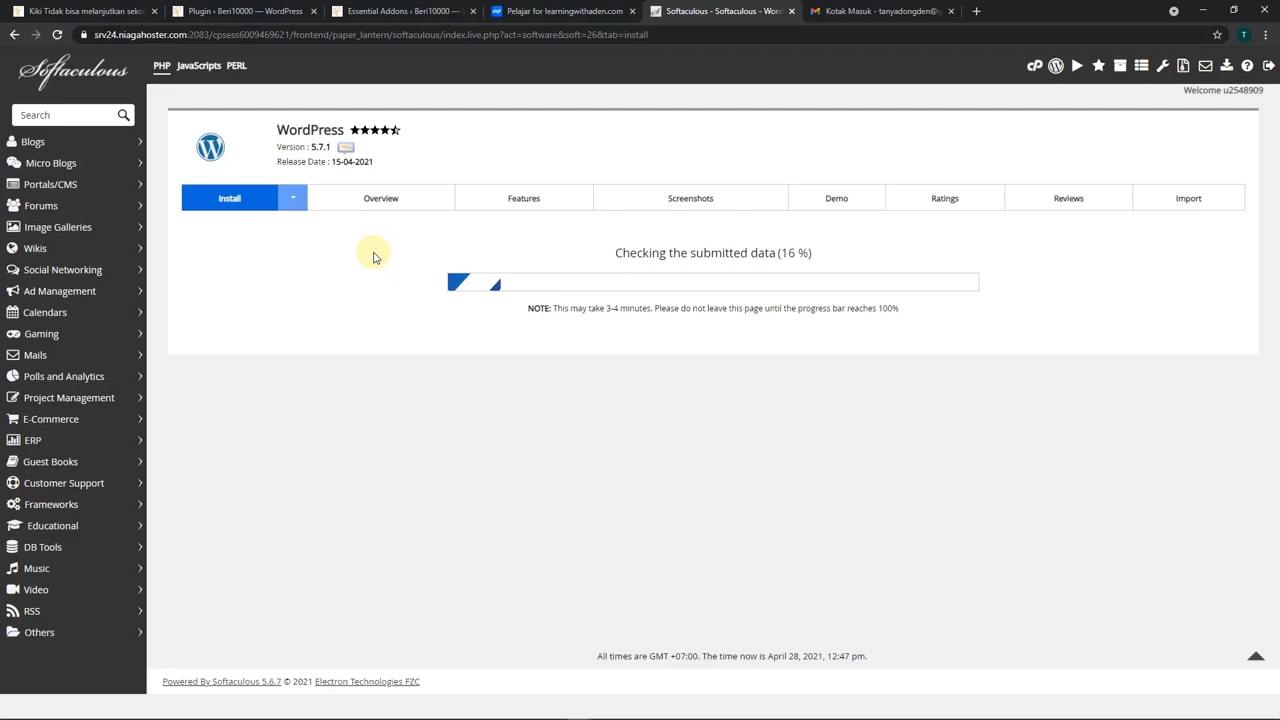 Kiki Tidak bisa melanjutkan seko
Plugin ‹ Beri10000 — WordPress
Essential Addons ‹ Beri10000 —
Pelajar for learningwithaden.com
Softaculous - Softaculous - Word
Kotak Masuk - tanyadongde@g
srv24.niagahoster.com:2083/cpsess6009469621/frontend/paper_lantern/softaculous/index.live.php?act=software&soft=26&tab=install
T
Softaculous
PHP JavaScripts PERL
Welcome u2548909
Search
Blogs
Micro Blogs
Portals/CMS
Forums
Image Galleries
Wikis
Social Networking
Ad Management
Calendars
Gaming
Mails
Polls and Analytics
Project Management
E-Commerce
ERP
Guest Books
Customer Support
Frameworks
Educational
DB Tools
Music
Video
RSS
Others
WordPress
Version : 5.7.1
Release Date : 15-04-2021
Install Overview Features Screenshots Demo Ratings Reviews Import
Checking the submitted data (16 %)
NOTE: This may take 3-4 minutes. Please do not leave this page until the progress bar reaches 100%
All times are GMT +07:00. The time now is April 28, 2021, 12:47 pm.
Powered By Softaculous 5.6.7 © 2021 Electron Technologies FZC